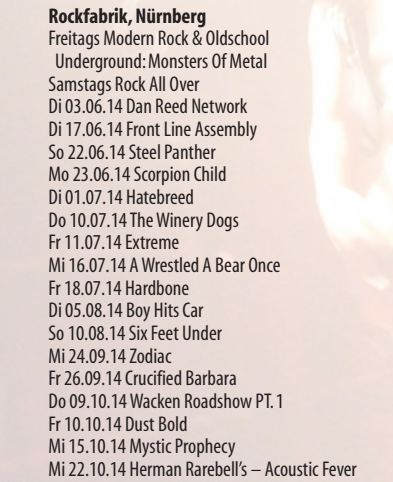 Rockfabrik, Nürnberg
Freitags Modern Rock & Oldschool
Underground: Monsters Of Metal
Samstags Rock All Over
Di 03.06.14 Dan Reed Network
Di 17.06.14 Front Line Assembly
So 22.06.14 Steel Panther
Mo 23.06.14 Scorpion Child
Di 01.07.14 Hatebreed
Do 10.07.14 The Winery Dogs
Fr 11.07.14 Extreme
Mi 16.07.14 A Wrestled A Bear Once
Fr 18.07.14 Hardbone
Di 05.08.14 Boy Hits Car
So 10.08.14 Six Feet Under
Mi 24.09.14 Zodiac
Fr 26.09.14 Crucified Barbara
Do 09.10.14 Wacken Roadshow PT. 1
Fr 10.10.14 Dust Bold
Mi 15.10.14 Mystic Prophecy
Mi 22.10.14 Herman Rarebell's – Acoustic Fever